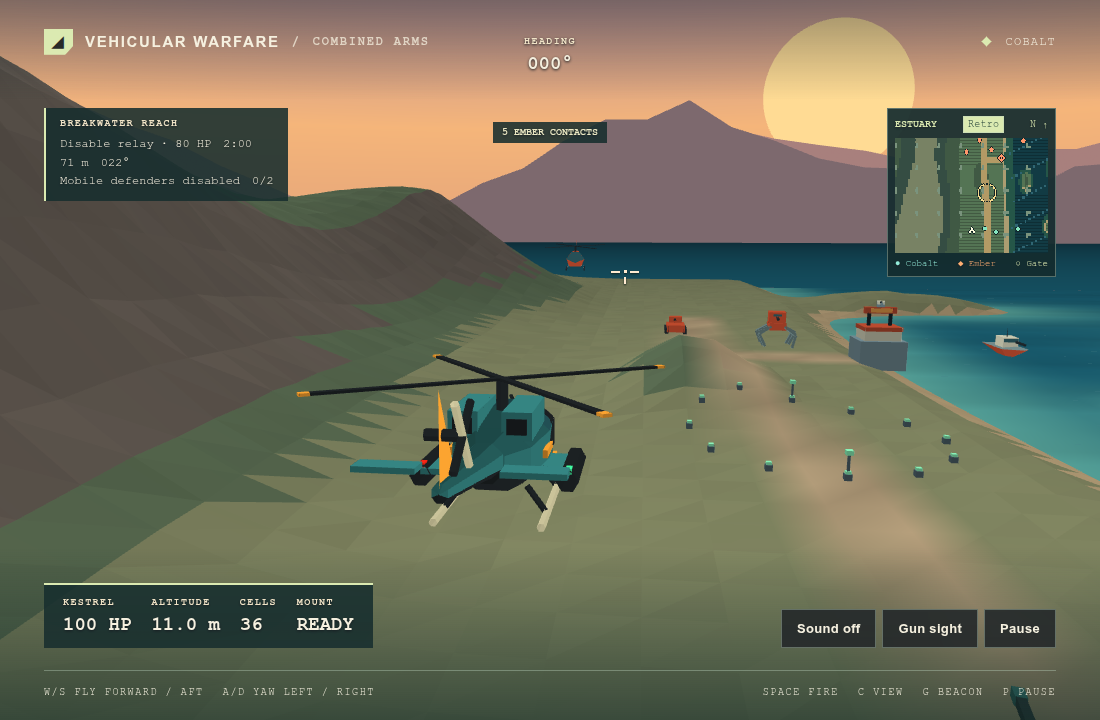 VEHICULAR WARFARE / COMBINED ARMS
HEADING
000°
COBALT
BREAKWATER REACH
Disable relay · 80 HP 2:00
71 m 022°
Mobile defenders disabled 0/2
5 EMBER CONTACTS
ESTUARY Retro N ↑
Cobalt Ember Gate
KESTREL ALTITUDE CELLS MOUNT
100 HP 11.0 m 36 READY
Sound off Gun sight Pause
W/S FLY FORWARD / AFT A/D YAW LEFT / RIGHT
SPACE FIRE C VIEW G BEACON P PAUSE